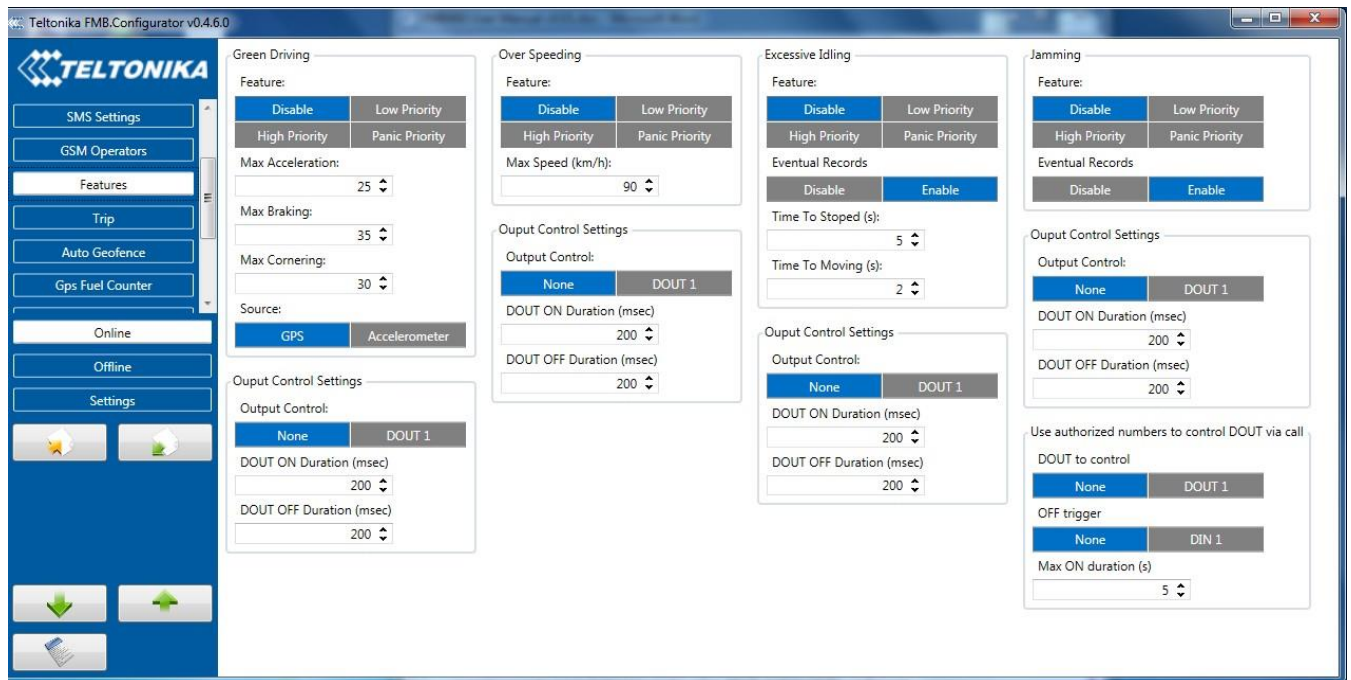 Teltonika FMB.Configurator v0.4.6.0
TELTONIKA
SMS Settings
GSM Operators
Features
Trip
Auto Geofence
Gps Fuel Counter
Online
Offline
Settings
Green Driving
Feature:
Disable Low Priority
High Priority Panic Priority
Max Acceleration:
25
Max Braking:
35
Max Cornering:
30
Source:
GPS Accelerometer
Ouput Control Settings
Output Control:
None DOUT 1
DOUT ON Duration (msec)
200
DOUT OFF Duration (msec)
200
Over Speeding
Feature:
Disable Low Priority
High Priority Panic Priority
Max Speed (km/h):
90
Ouput Control Settings
Output Control:
None DOUT 1
DOUT ON Duration (msec)
200
DOUT OFF Duration (msec)
200
Excessive Idling
Feature:
Disable Low Priority
High Priority Panic Priority
Eventual Records
Disable Enable
Time To Stoped (s):
5
Time To Moving (s):
2
Ouput Control Settings
Output Control:
None DOUT 1
DOUT ON Duration (msec)
200
DOUT OFF Duration (msec)
200
Jamming
Feature:
Disable Low Priority
High Priority Panic Priority
Eventual Records
Disable Enable
Ouput Control Settings
Output Control:
None DOUT 1
DOUT ON Duration (msec)
200
DOUT OFF Duration (msec)
200
Use authorized numbers to control DOUT via call
DOUT to control
None DOUT 1
OFF trigger
None DIN 1
Max ON duration (s)
5